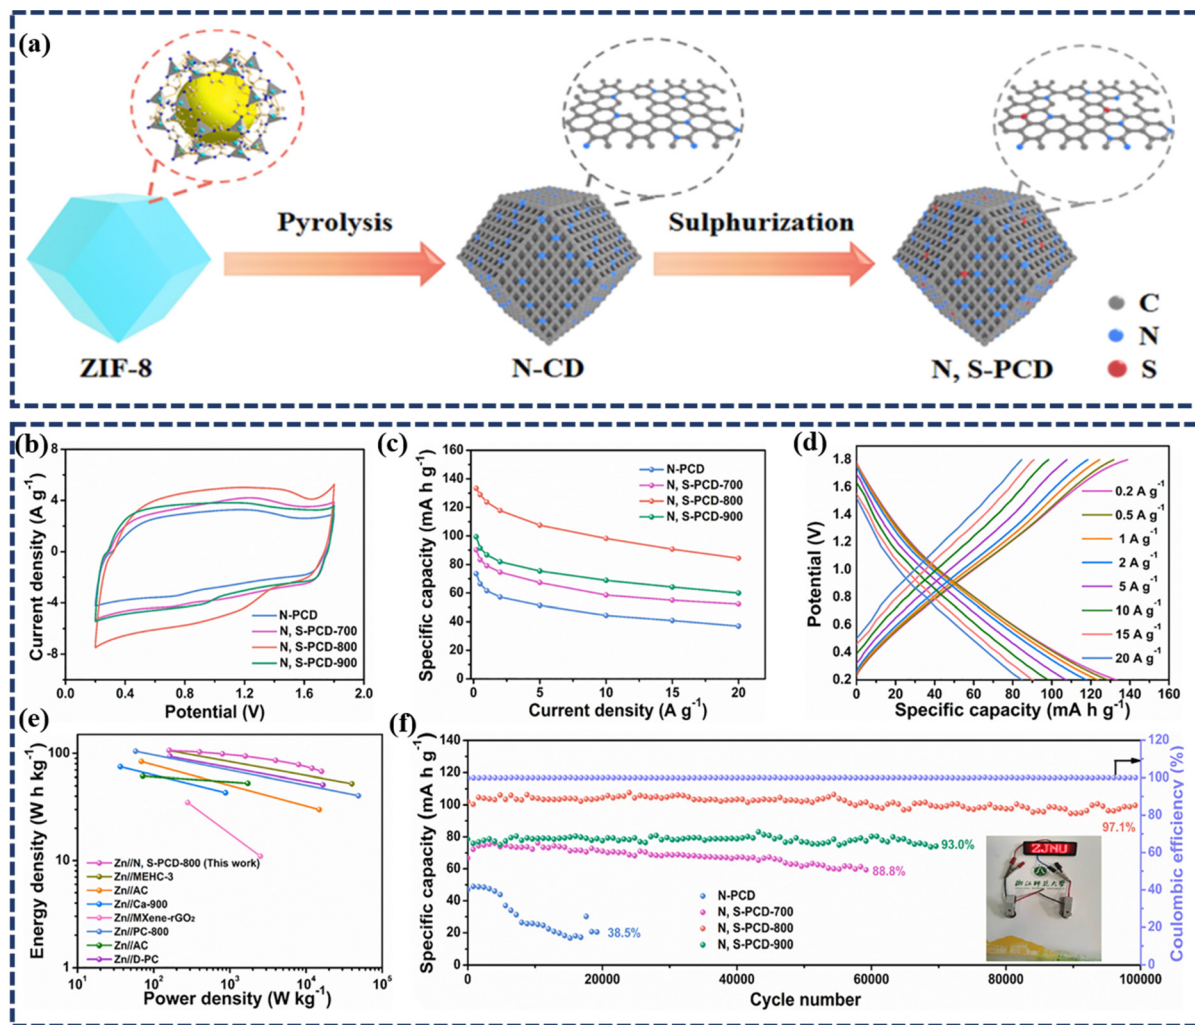 (a)
Pyrolysis
Sulphurization
ZIF-8
N-CD
N, S-PCD
C
N
S
(b)
Current density (A g⁻¹)
8
4
0
-4
-8
N-PCD
N, S-PCD-700
N, S-PCD-800
N, S-PCD-900
0.0 0.4 0.8 1.2 1.6 2.0
Potential (V)
(c)
Specific capacity (mA h g⁻¹)
160
140
120
100
80
60
40
20
0
N-PCD
N, S-PCD-700
N, S-PCD-800
N, S-PCD-900
0 5 10 15 20
Current density (A g⁻¹)
(d)
Potential (V)
1.8
1.6
1.4
1.2
1.0
0.8
0.6
0.4
0.2
0.2 A g⁻¹
0.5 A g⁻¹
1 A g⁻¹
2 A g⁻¹
5 A g⁻¹
10 A g⁻¹
15 A g⁻¹
20 A g⁻¹
0 20 40 60 80 100 120 140 160
Specific capacity (mA h g⁻¹)
(e)
Energy density (W h kg⁻¹)
100
10
1
Zn//N, S-PCD-800 (This work)
Zn//MEHC-3
Zn//AC
Zn//Ca-900
Zn//MXene-rGO₂
Zn//PC-800
Zn//AC
Zn//D-PC
10¹ 10² 10³ 10⁴ 10⁵
Power density (W kg⁻¹)
(f)
Specific capacity (mA h g⁻¹)
140
120
100
80
60
40
20
0
97.1%
93.0%
88.8%
38.5%
N-PCD
N, S-PCD-700
N, S-PCD-800
N, S-PCD-900
ZJNU
浙江师范大学
120
100
80
60
40
20
0
Coulombic efficiency (%)
0 20000 40000 60000 80000 100000
Cycle number